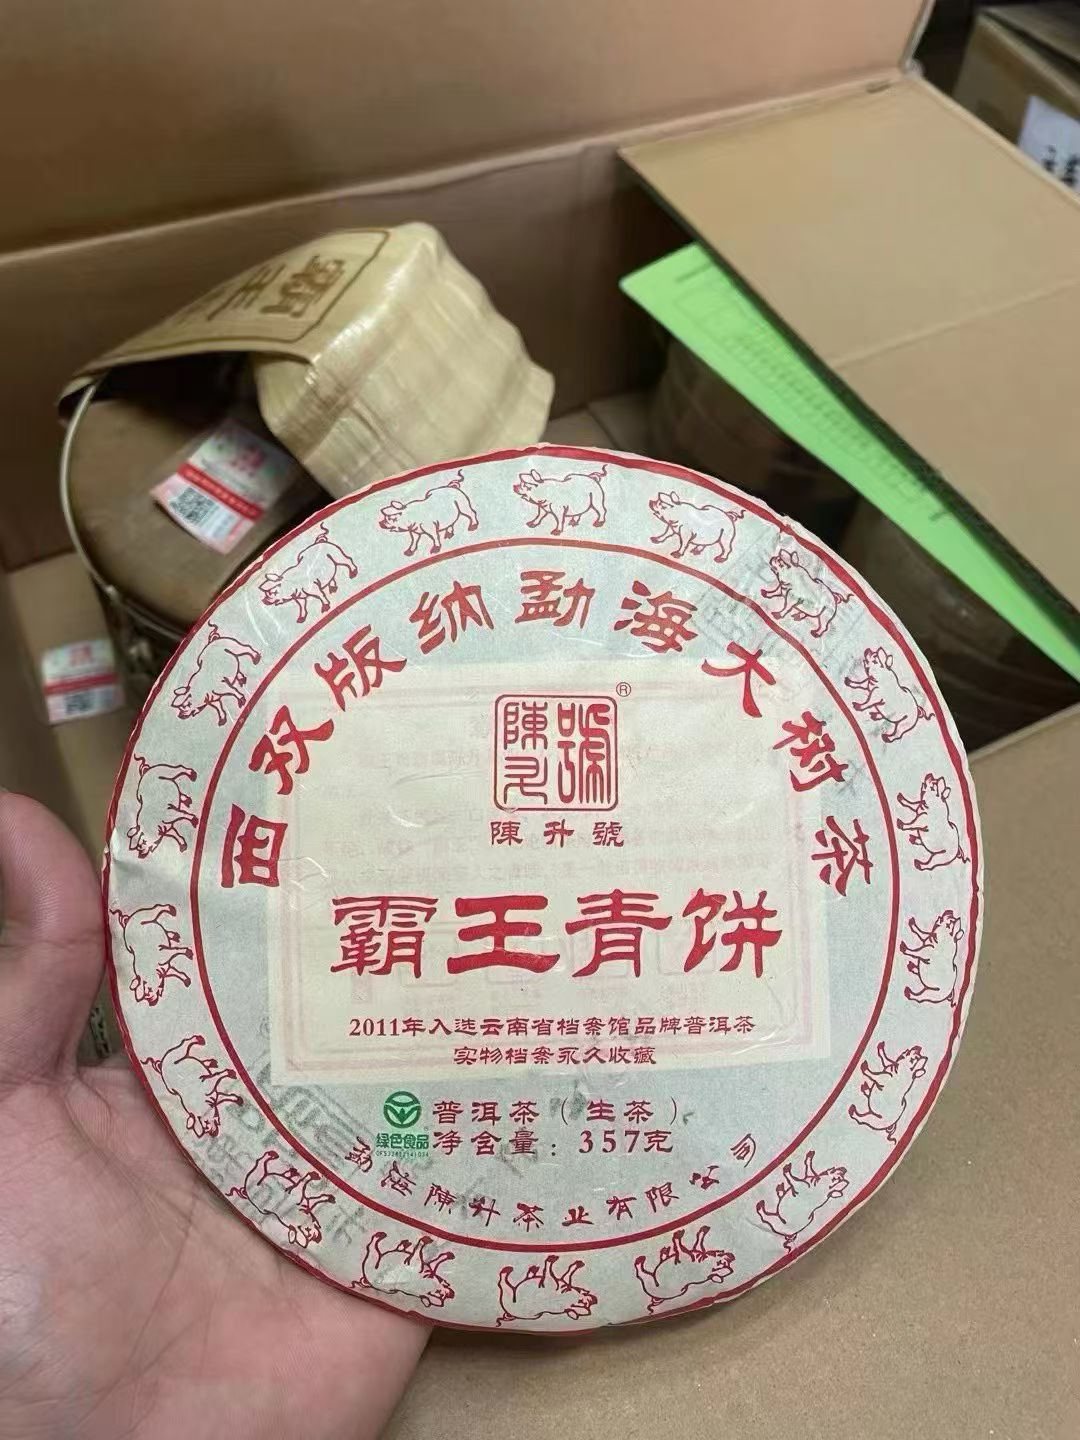 西双版纳勐海大树茶
陳升號
®
陳升號
霸王青饼
2011年入选云南省档案馆品牌普洱茶
实物档案永久收藏
绿色食品
普洱茶（生茶）
净含量：357克
勐海陳升茶业有限公司